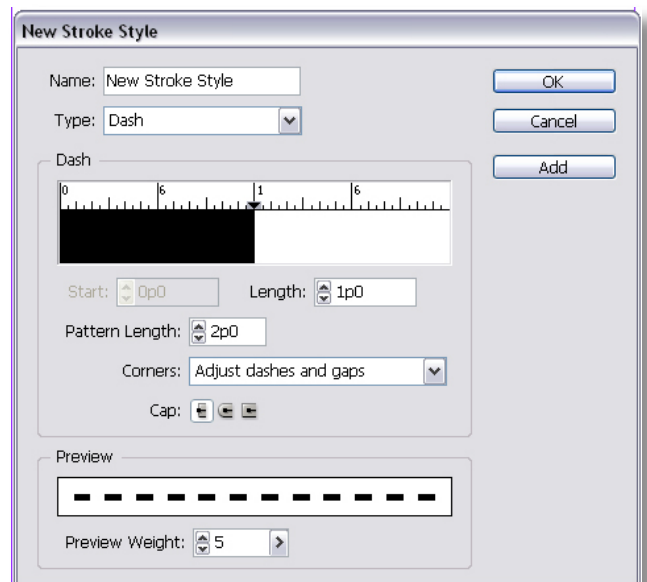 New Stroke Style
Name: New Stroke Style
OK
Type: Dash
Cancel
Dash
Add
0 6 1 6
Start: 0p0 Length: 1p0
Pattern Length: 2p0
Corners: Adjust dashes and gaps
Cap:
Preview
Preview Weight: 5